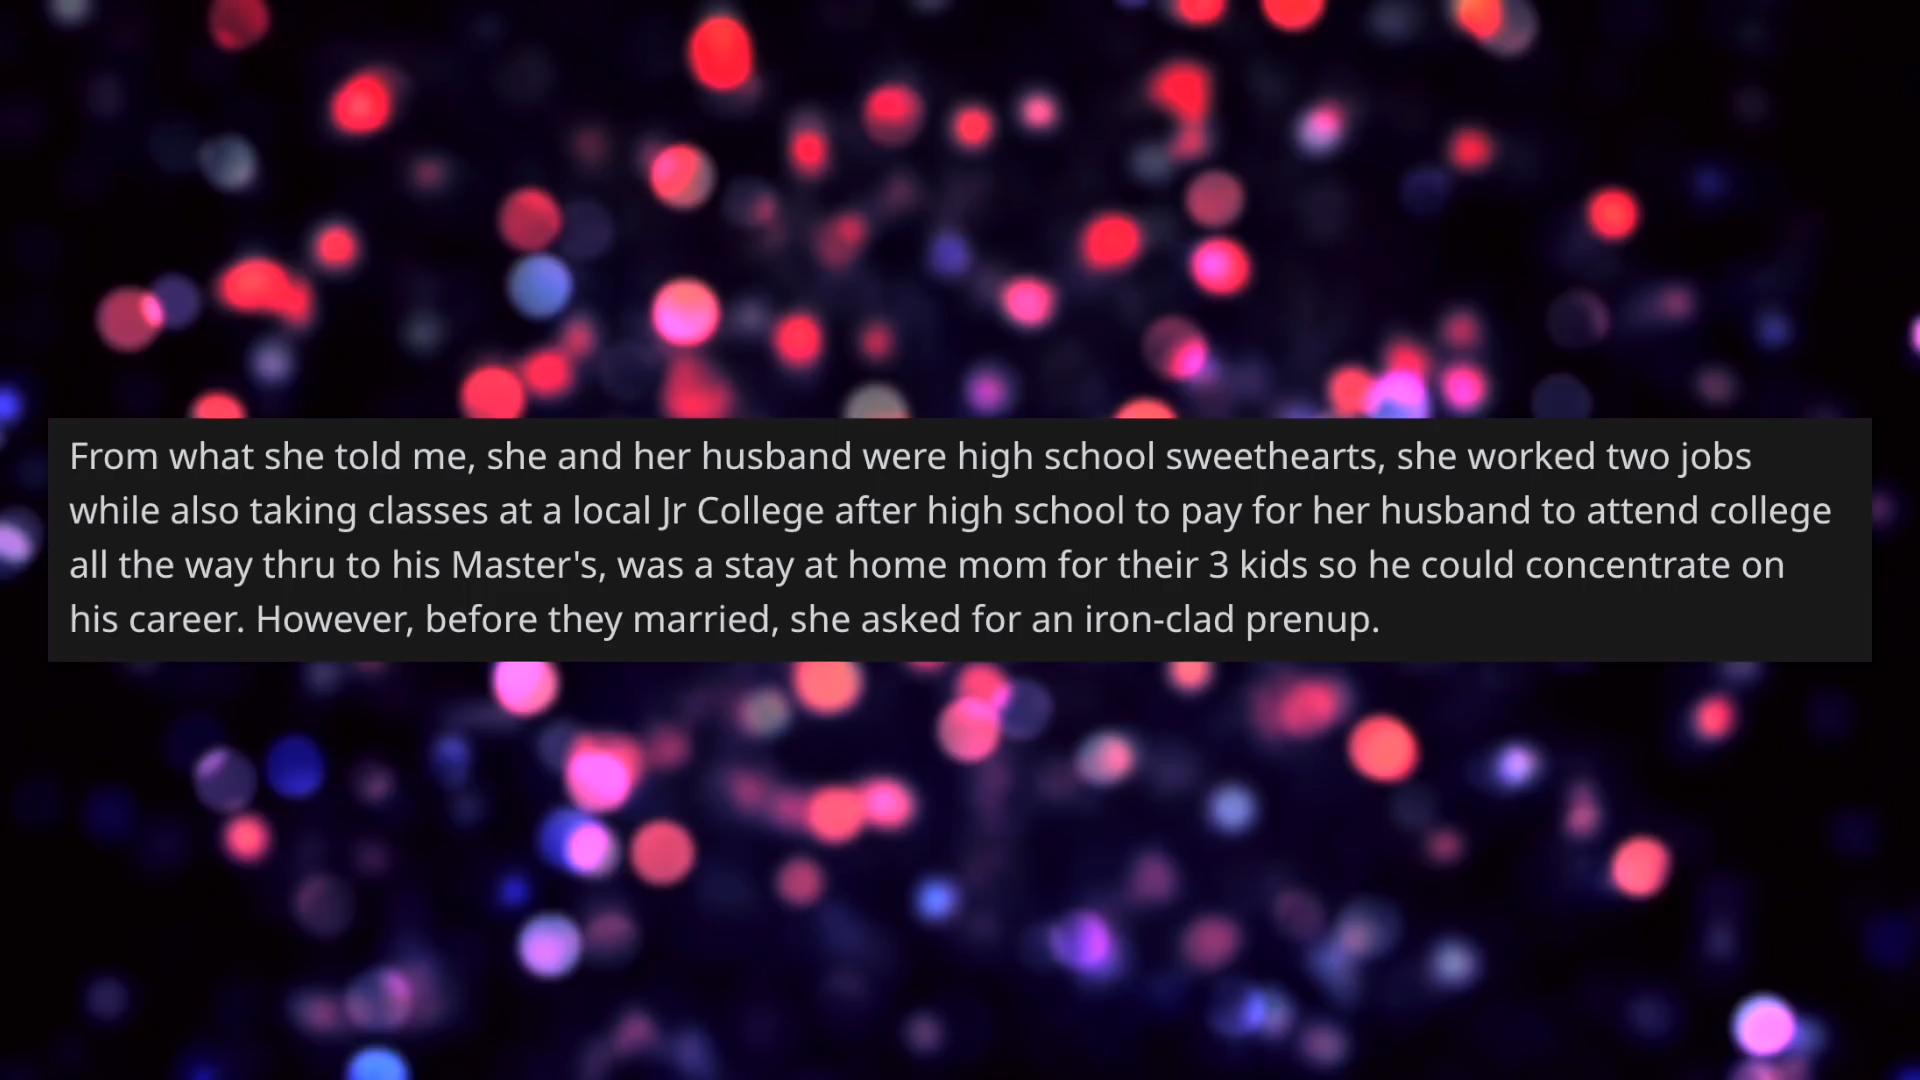 From what she told me, she and her husband were high school sweethearts, she worked two jobs
while also taking classes at a local Jr College after high school to pay for her husband to attend college
all the way thru to his Master's, was a stay at home mom for their 3 kids so he could concentrate on
his career. However, before they married, she asked for an iron-clad prenup.